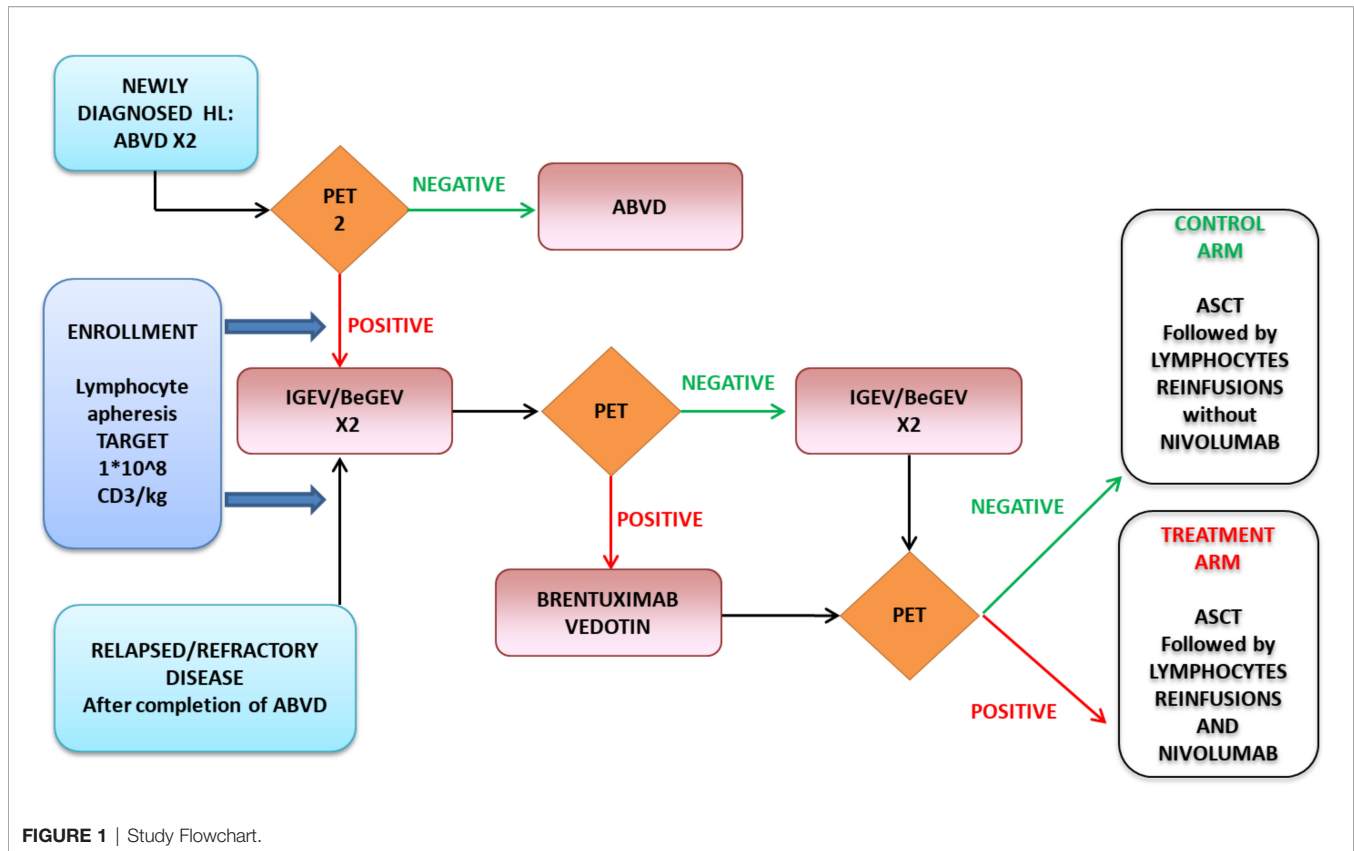 NEWLY
DIAGNOSED HL:
ABVD X2
PET
2
NEGATIVE
ABVD
POSITIVE
ENROLLMENT
Lymphocyte
apheresis
TARGET
1*10^8
CD3/kg
IGEV/BeGEV
X2
PET
NEGATIVE
IGEV/BeGEV
X2
POSITIVE
BRENTUXIMAB
VEDOTIN
RELAPSED/REFRACTORY
DISEASE
After completion of ABVD
PET
NEGATIVE
CONTROL
ARM
ASCT
Followed by
LYMPHOCYTES
REINFUSIONS
without
NIVOLUMAB
POSITIVE
TREATMENT
ARM
ASCT
Followed by
LYMPHOCYTES
REINFUSIONS
AND
NIVOLUMAB
FIGURE 1 | Study Flowchart.